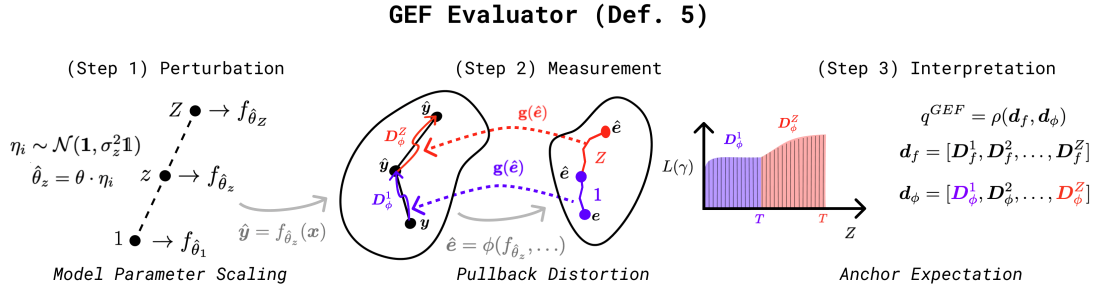 GEF Evaluator (Def. 5)
(Step 1) Perturbation
Z → f_{θ̂_Z}
η_i ∼ 𝒩(𝟏, σ_z²𝟙)
θ̂_z = θ · η_i
z → f_{θ̂_z}
1 → f_{θ̂_1}
Model Parameter Scaling
ŷ = f_{θ̂_z}(x)
(Step 2) Measurement
ŷ
D_ϕ^Z
ŷ
D_ϕ^1
y
g(ê)
g(ê)
ê
Z
ê
1
e
ê = ϕ(f_{θ̂_z}, ...)
Pullback Distortion
(Step 3) Interpretation
D_ϕ^1
D_ϕ^Z
L(γ)
T
T
Z
q^{GEF} = ρ(d_f, d_ϕ)
d_f = [D_f^1, D_f^2, ..., D_f^Z]
d_ϕ = [D_ϕ^1, D_ϕ^2, ..., D_ϕ^Z]
Anchor Expectation